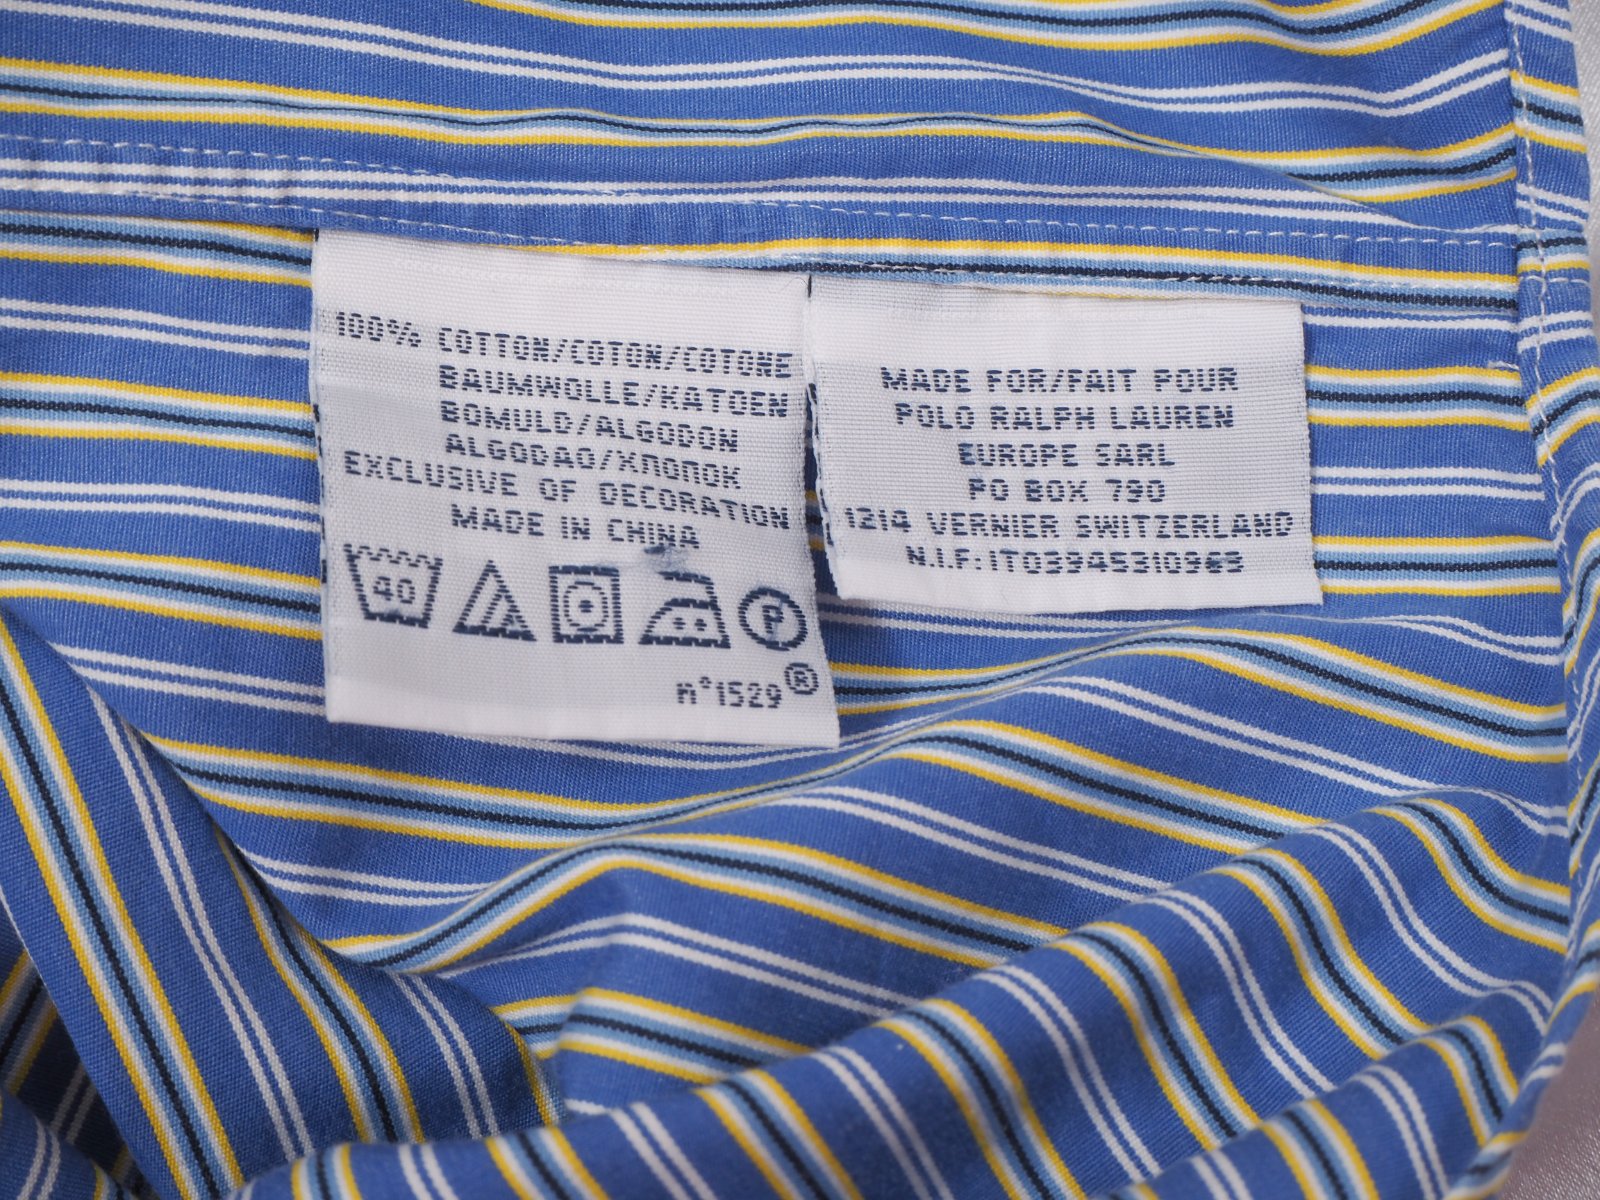 100% COTTON/COTON/COTONE
BAUMWOLLE/KATOEN
BOMULD/ALGODON
ALGODAO/ХЛОПОК
EXCLUSIVE OF DECORATION
MADE IN CHINA
40
P
n°1529®
MADE FOR/FAIT POUR
POLO RALPH LAUREN
EUROPE SARL
PO BOX 790
1214 VERNIER SWITZERLAND
N.I.F:IT03945310965